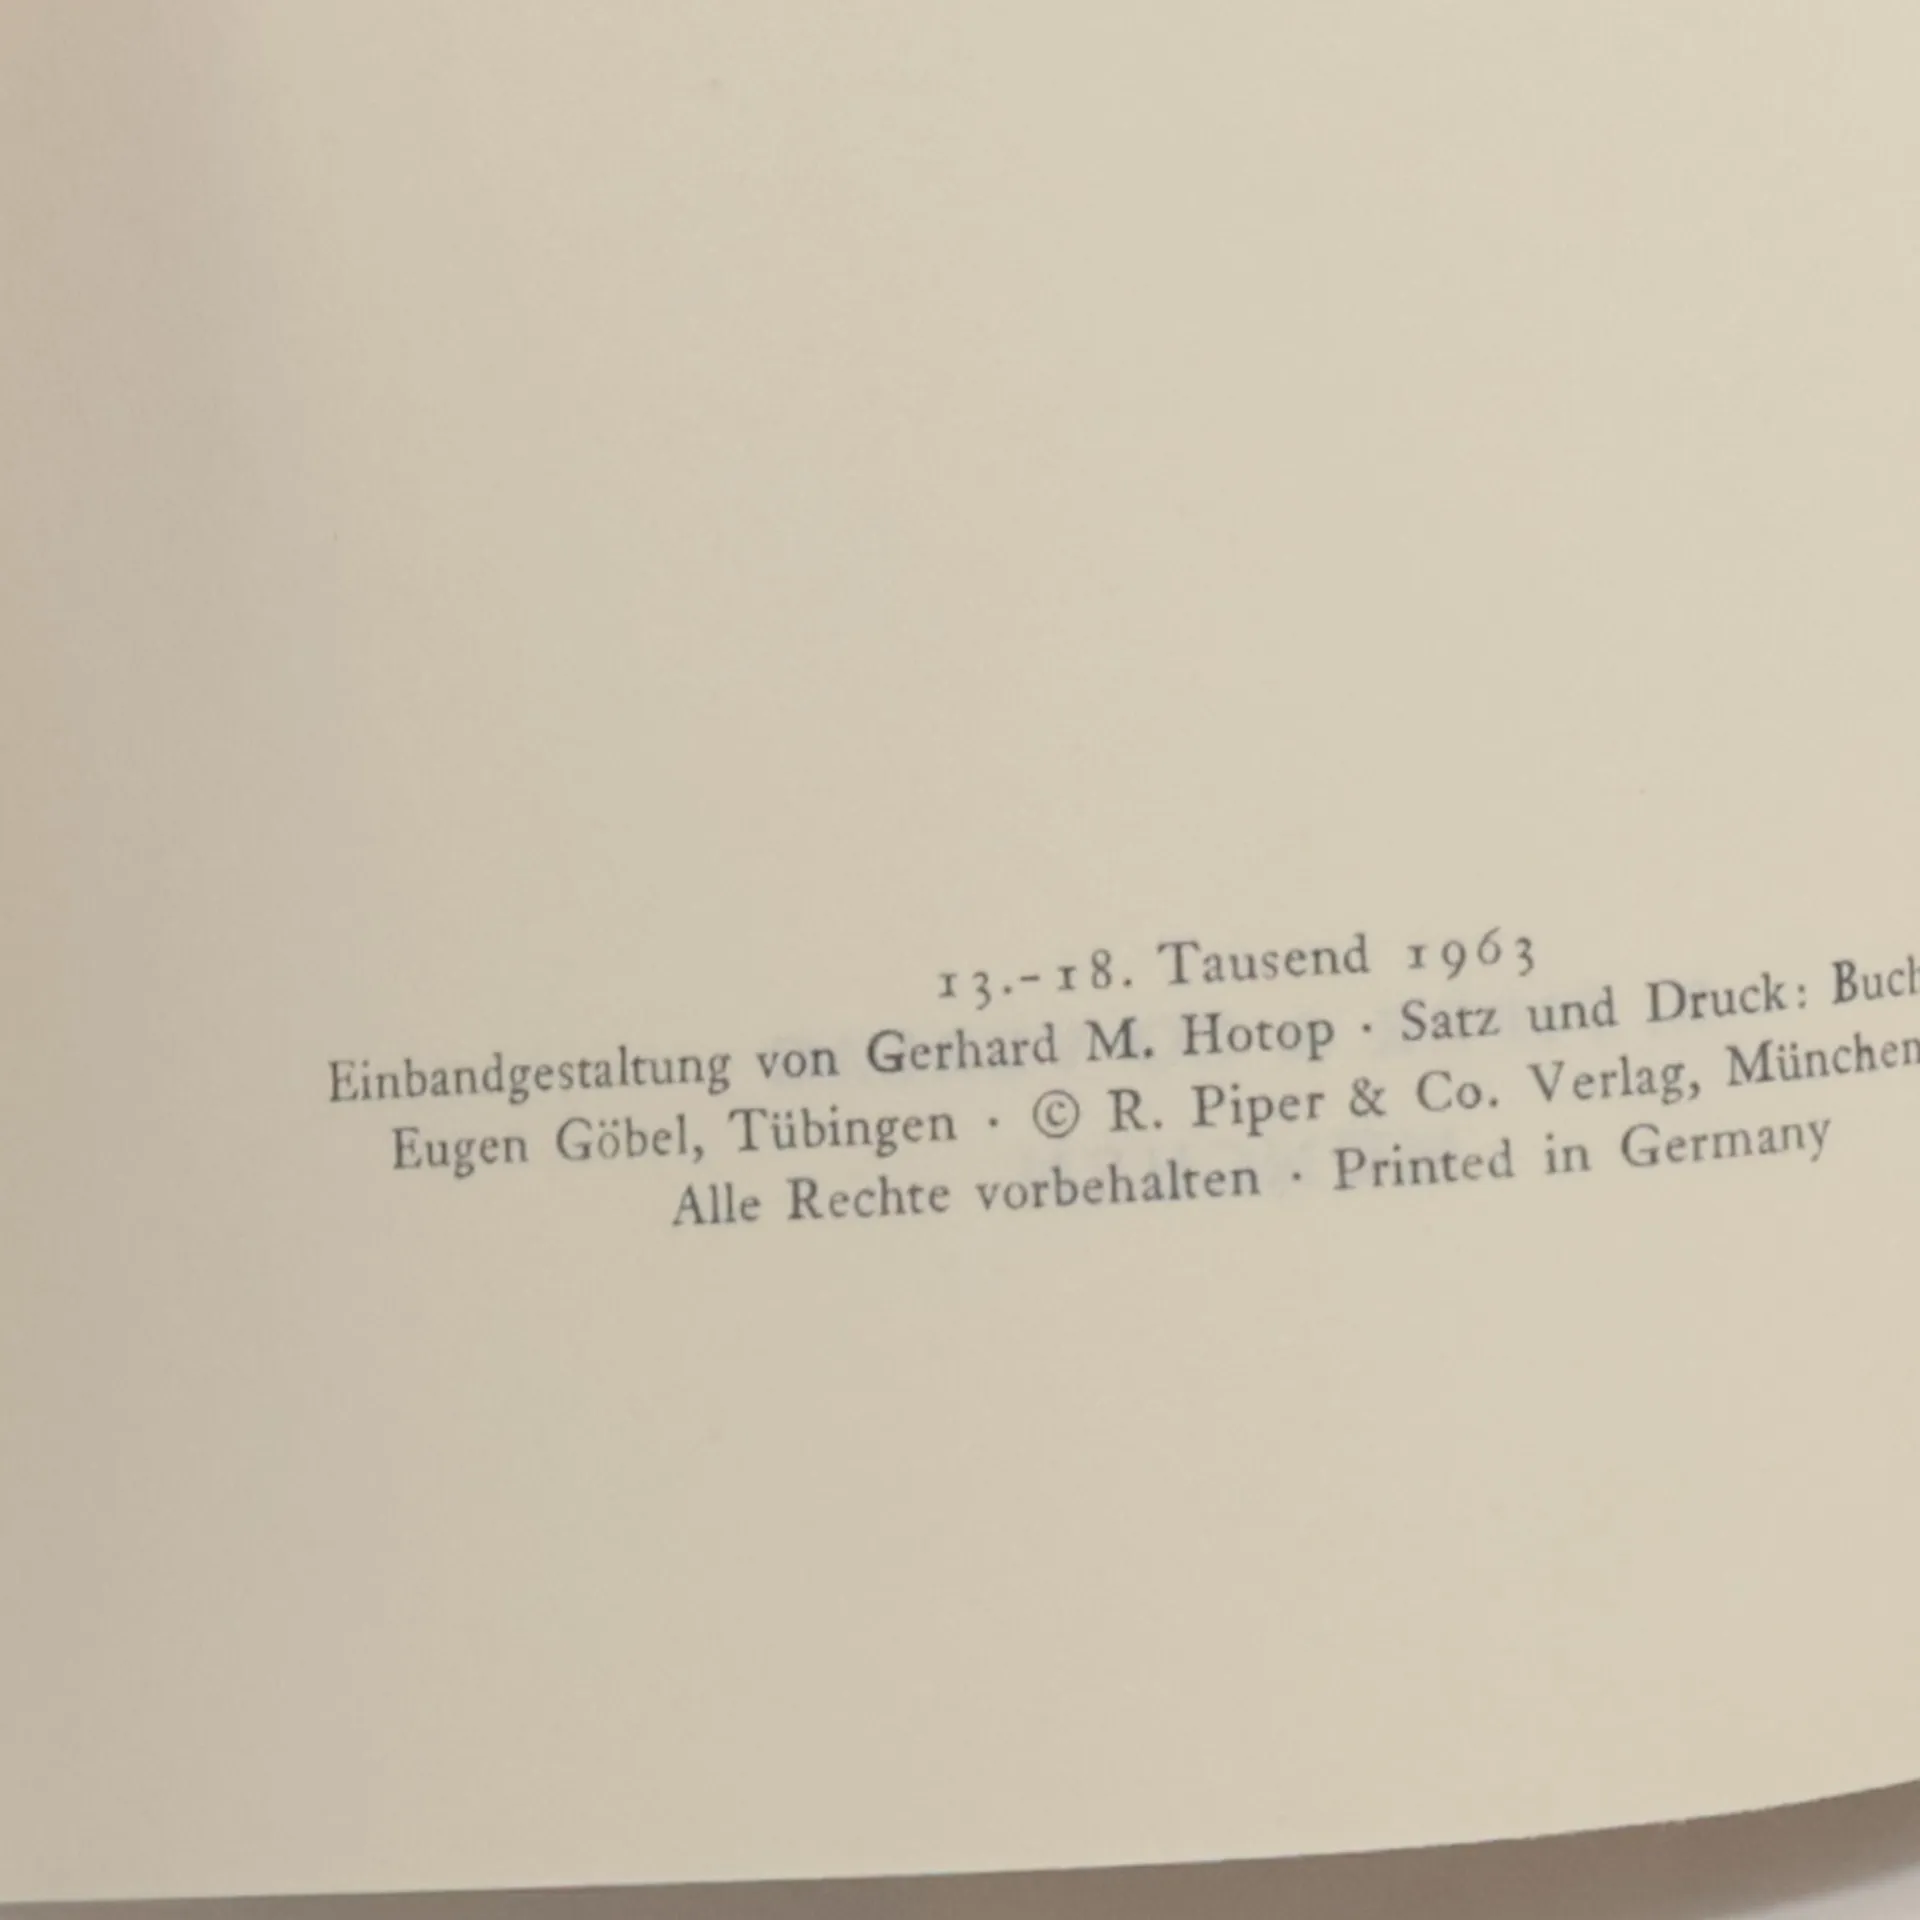 13.–18. Tausend 1963
Einbandgestaltung von Gerhard M. Hotop · Satz und Druck: Buch
Eugen Göbel, Tübingen · © R. Piper & Co. Verlag, München
Alle Rechte vorbehalten · Printed in Germany